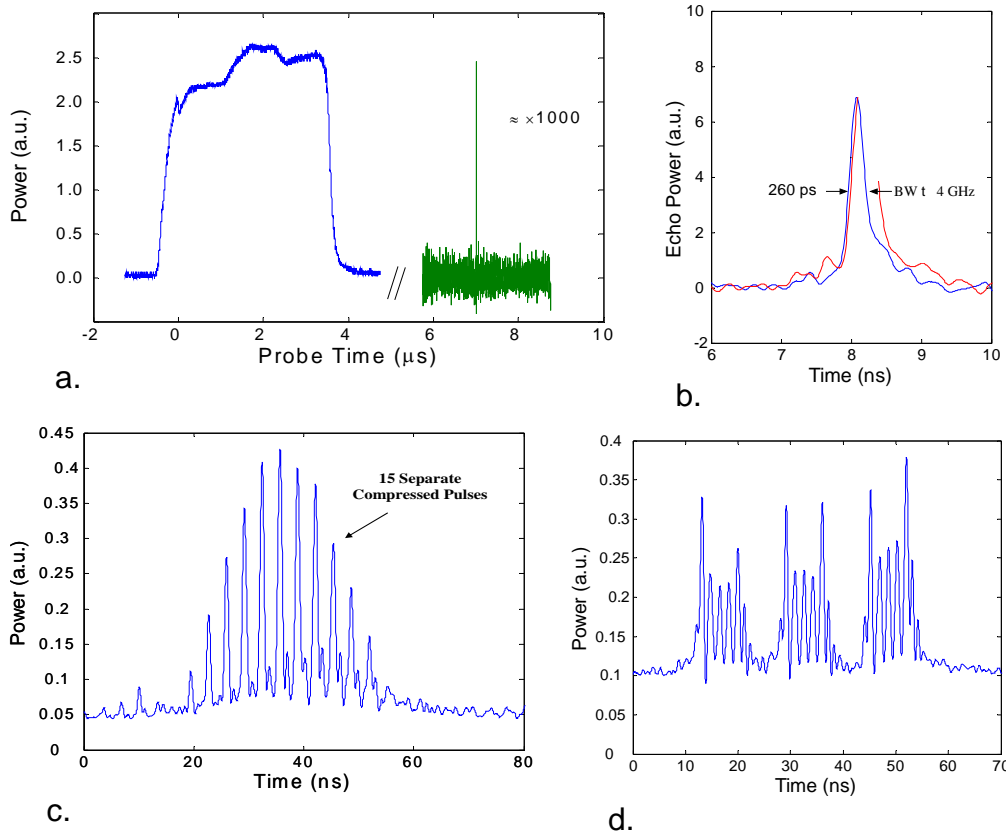 2.5
2.0
1.5
1.0
0.5
0.0
Power (a.u.)
-2 0 2 4 6 8 10
Probe Time (μs)
≈ ×1000
a.
10
8
6
4
2
0
-2
Echo Power (a.u.)
260 ps
BW t 4 GHz
6 7 8 9 10
Time (ns)
b.
0.45
0.4
0.35
0.3
0.25
0.2
0.15
0.1
0.05
0
Power (a.u.)
15 Separate
Compressed Pulses
0 20 40 60 80
Time (ns)
c.
0.4
0.35
0.3
0.25
0.2
0.15
0.1
0.05
0
Power (a.u.)
0 10 20 30 40 50 60 70
Time (ns)
d.